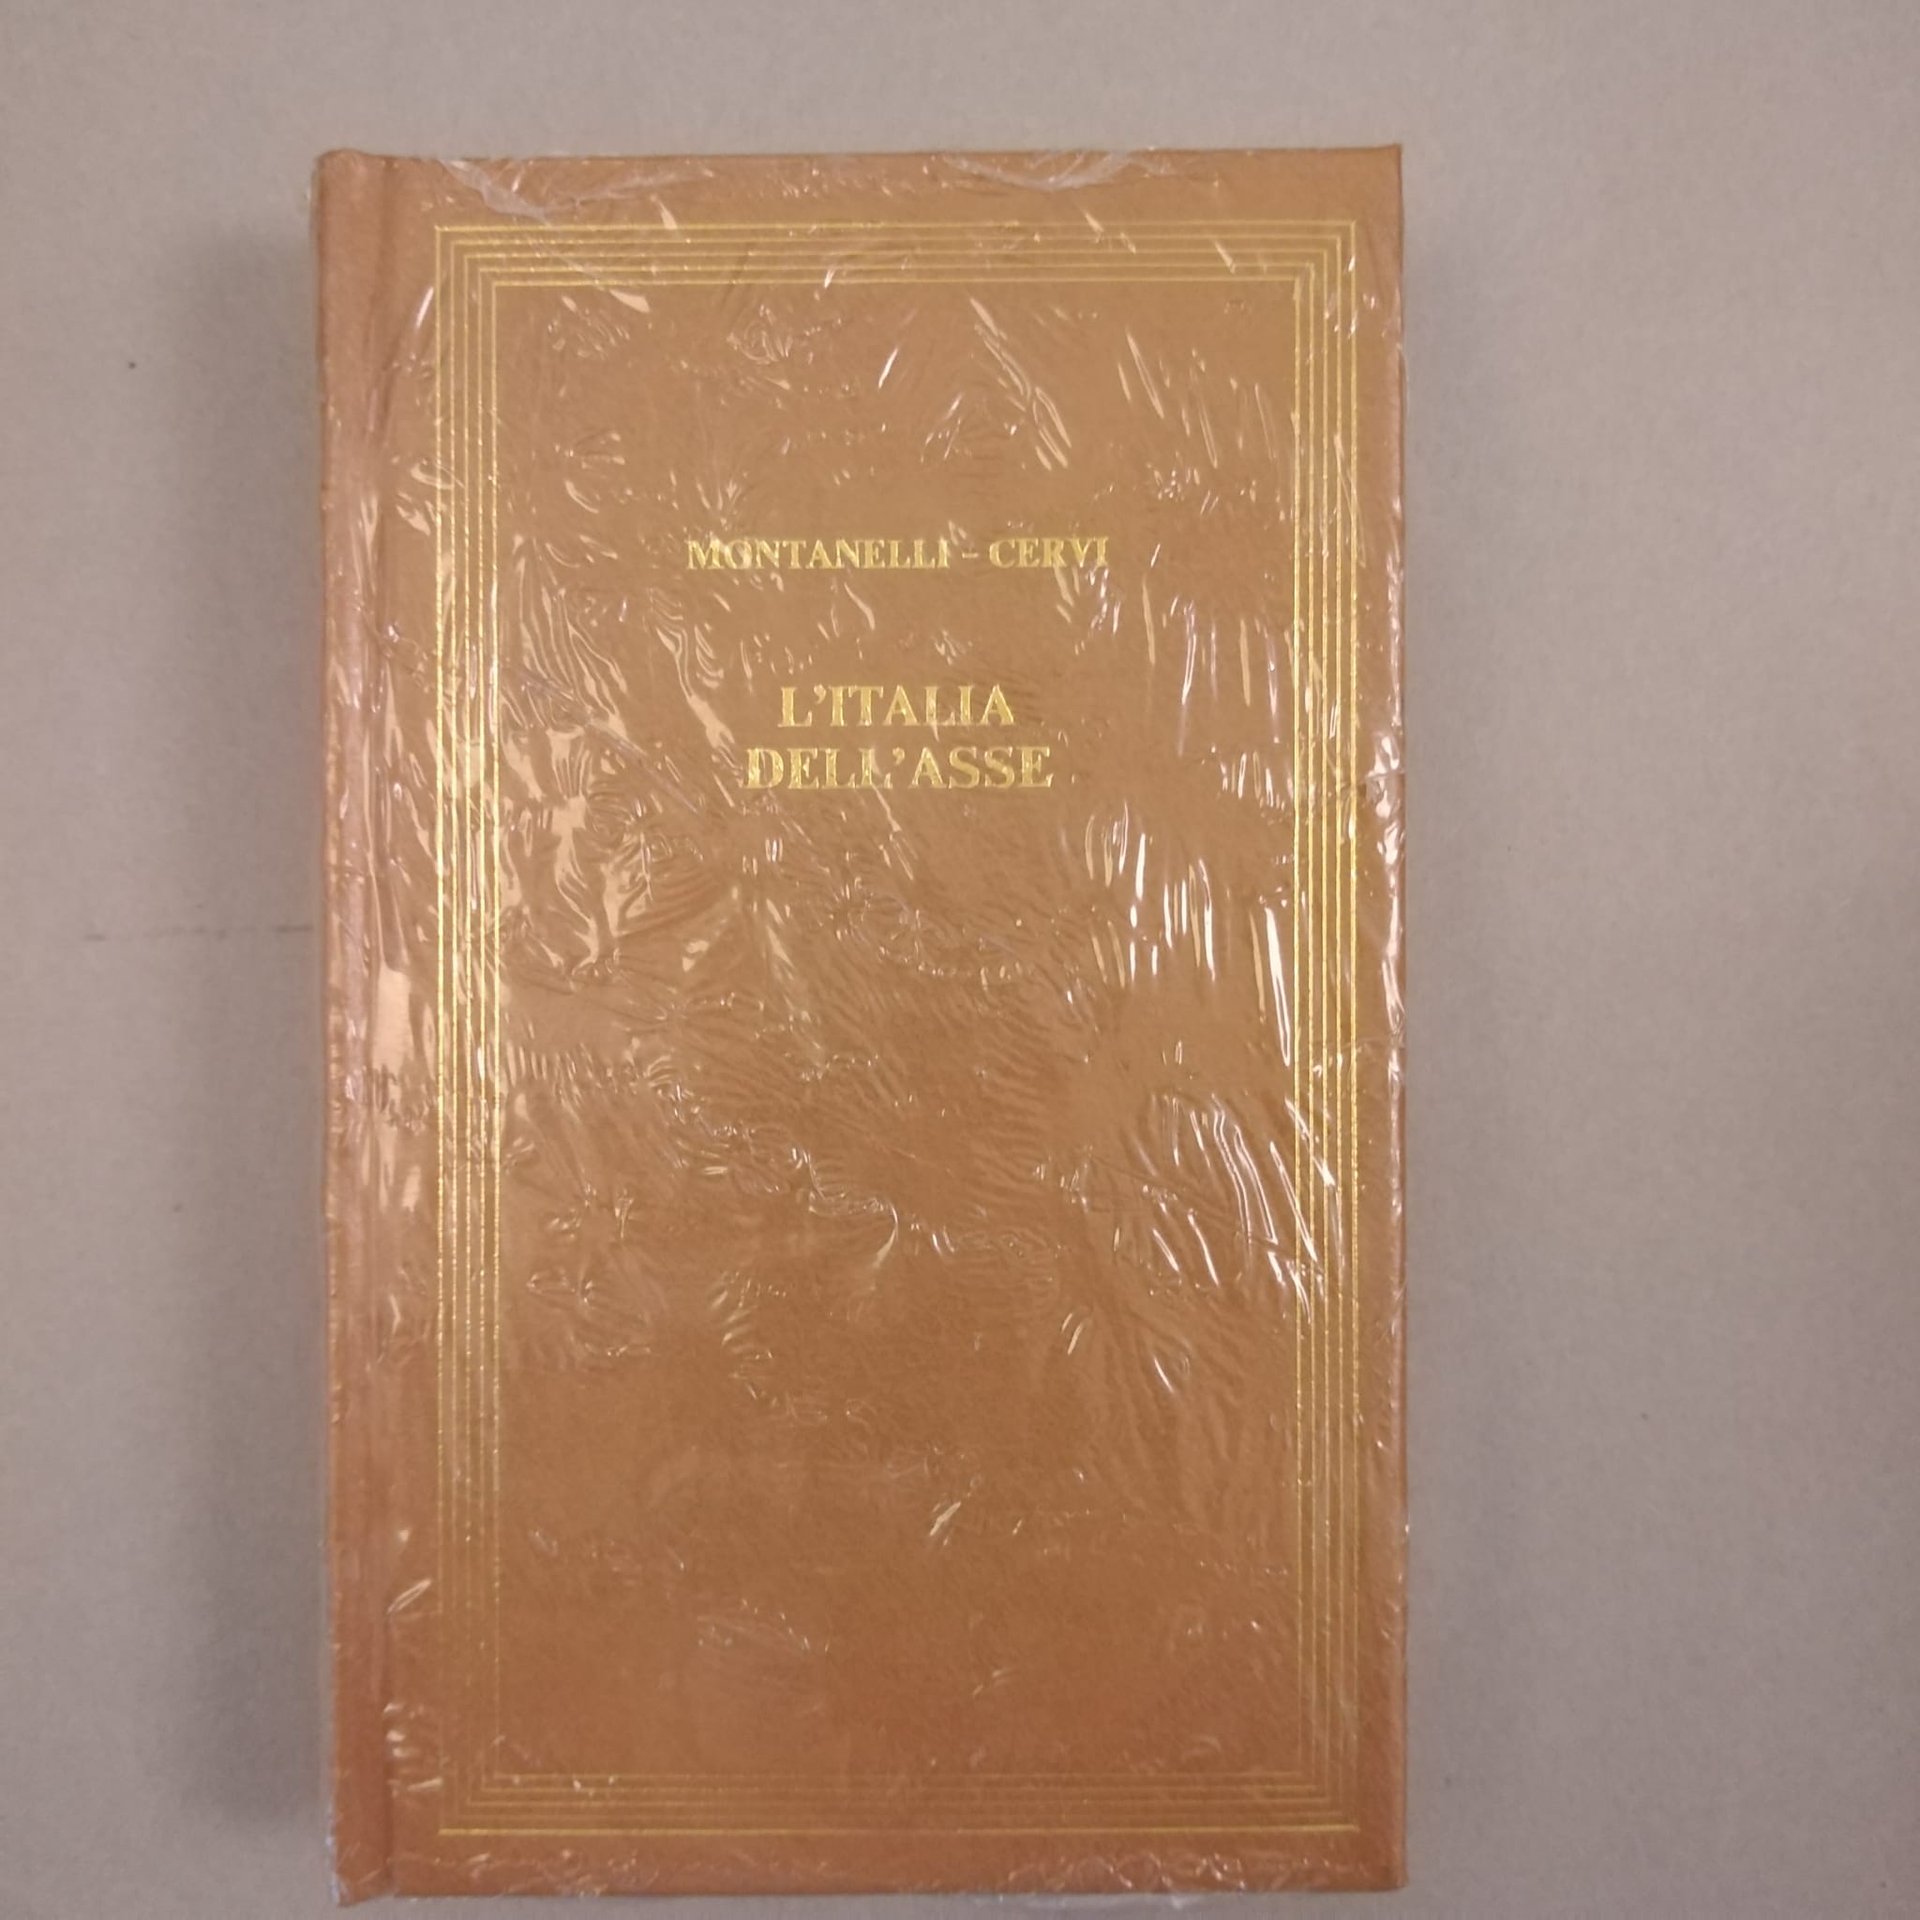 MONTANELLI - CERVI
L'ITALIA
DELL'ASSE